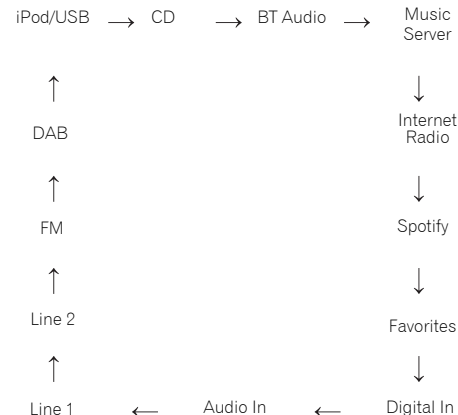 iPod/USB → CD → BT Audio → Music
Server
↑ ↓
DAB Internet
Radio
↑ ↓
FM Spotify
↑ ↓
Line 2 Favorites
↑ ↓
Line 1 ← Audio In ← Digital In